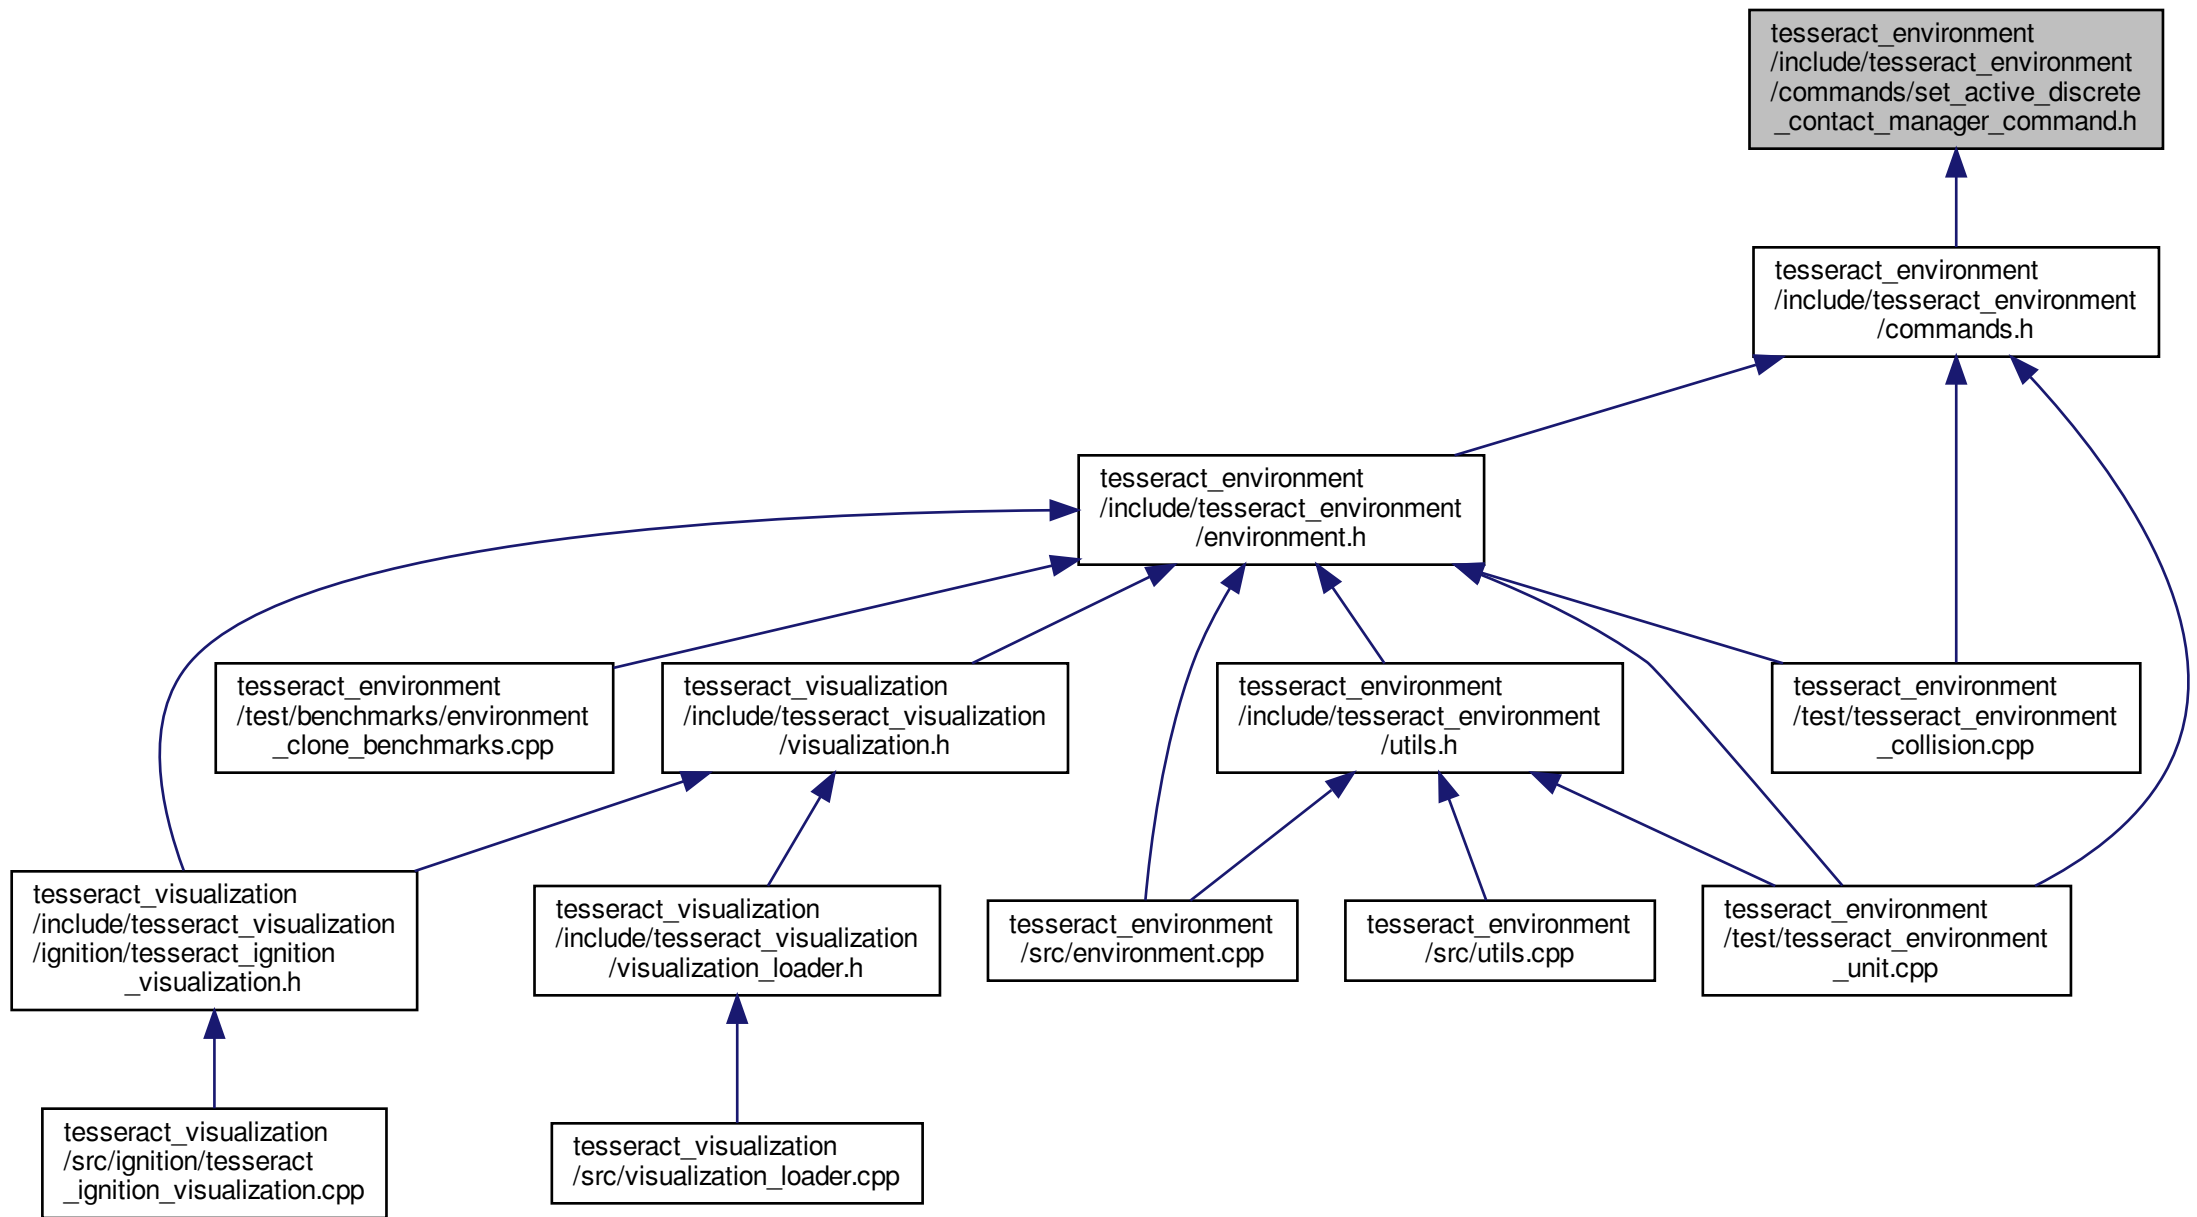 tesseract_environment
/include/tesseract_environment
/commands/set_active_discrete
_contact_manager_command.h
tesseract_environment
/include/tesseract_environment
/commands.h
tesseract_environment
/include/tesseract_environment
/environment.h
tesseract_environment
/test/benchmarks/environment
_clone_benchmarks.cpp
tesseract_visualization
/include/tesseract_visualization
/visualization.h
tesseract_environment
/include/tesseract_environment
/utils.h
tesseract_environment
/test/tesseract_environment
_collision.cpp
tesseract_visualization
/include/tesseract_visualization
/ignition/tesseract_ignition
_visualization.h
tesseract_visualization
/include/tesseract_visualization
/visualization_loader.h
tesseract_environment
/src/environment.cpp
tesseract_environment
/src/utils.cpp
tesseract_environment
/test/tesseract_environment
_unit.cpp
tesseract_visualization
/src/ignition/tesseract
_ignition_visualization.cpp
tesseract_visualization
/src/visualization_loader.cpp